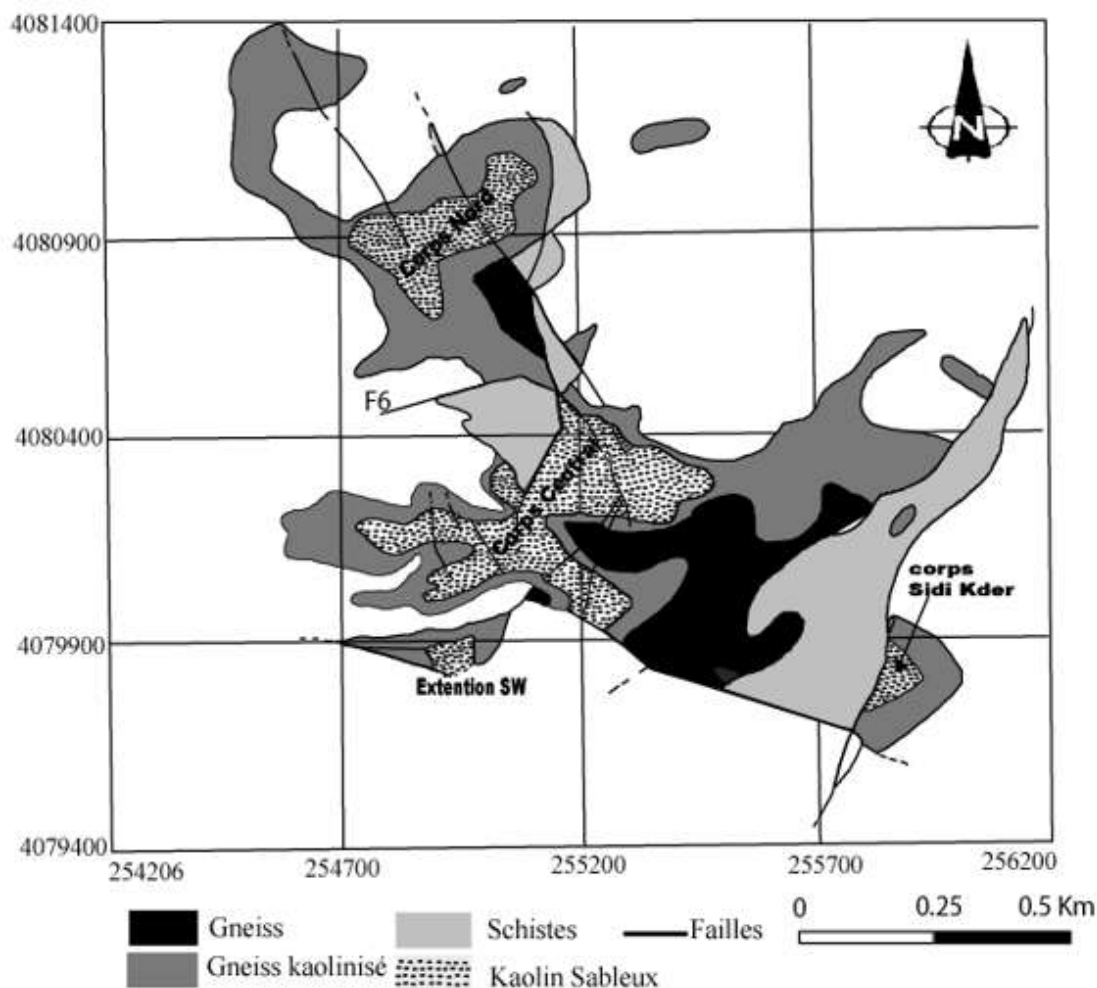 4081400
N
Corps Nord
4080900
F6
4080400
Corps Central
corps
Sidi Kder
4079900
Extention SW
4079400
254206
254700
255200
255700
256200
Gneiss
Schistes
Failles
0 0.25 0.5 Km
Gneiss kaolinisé
Kaolin Sableux